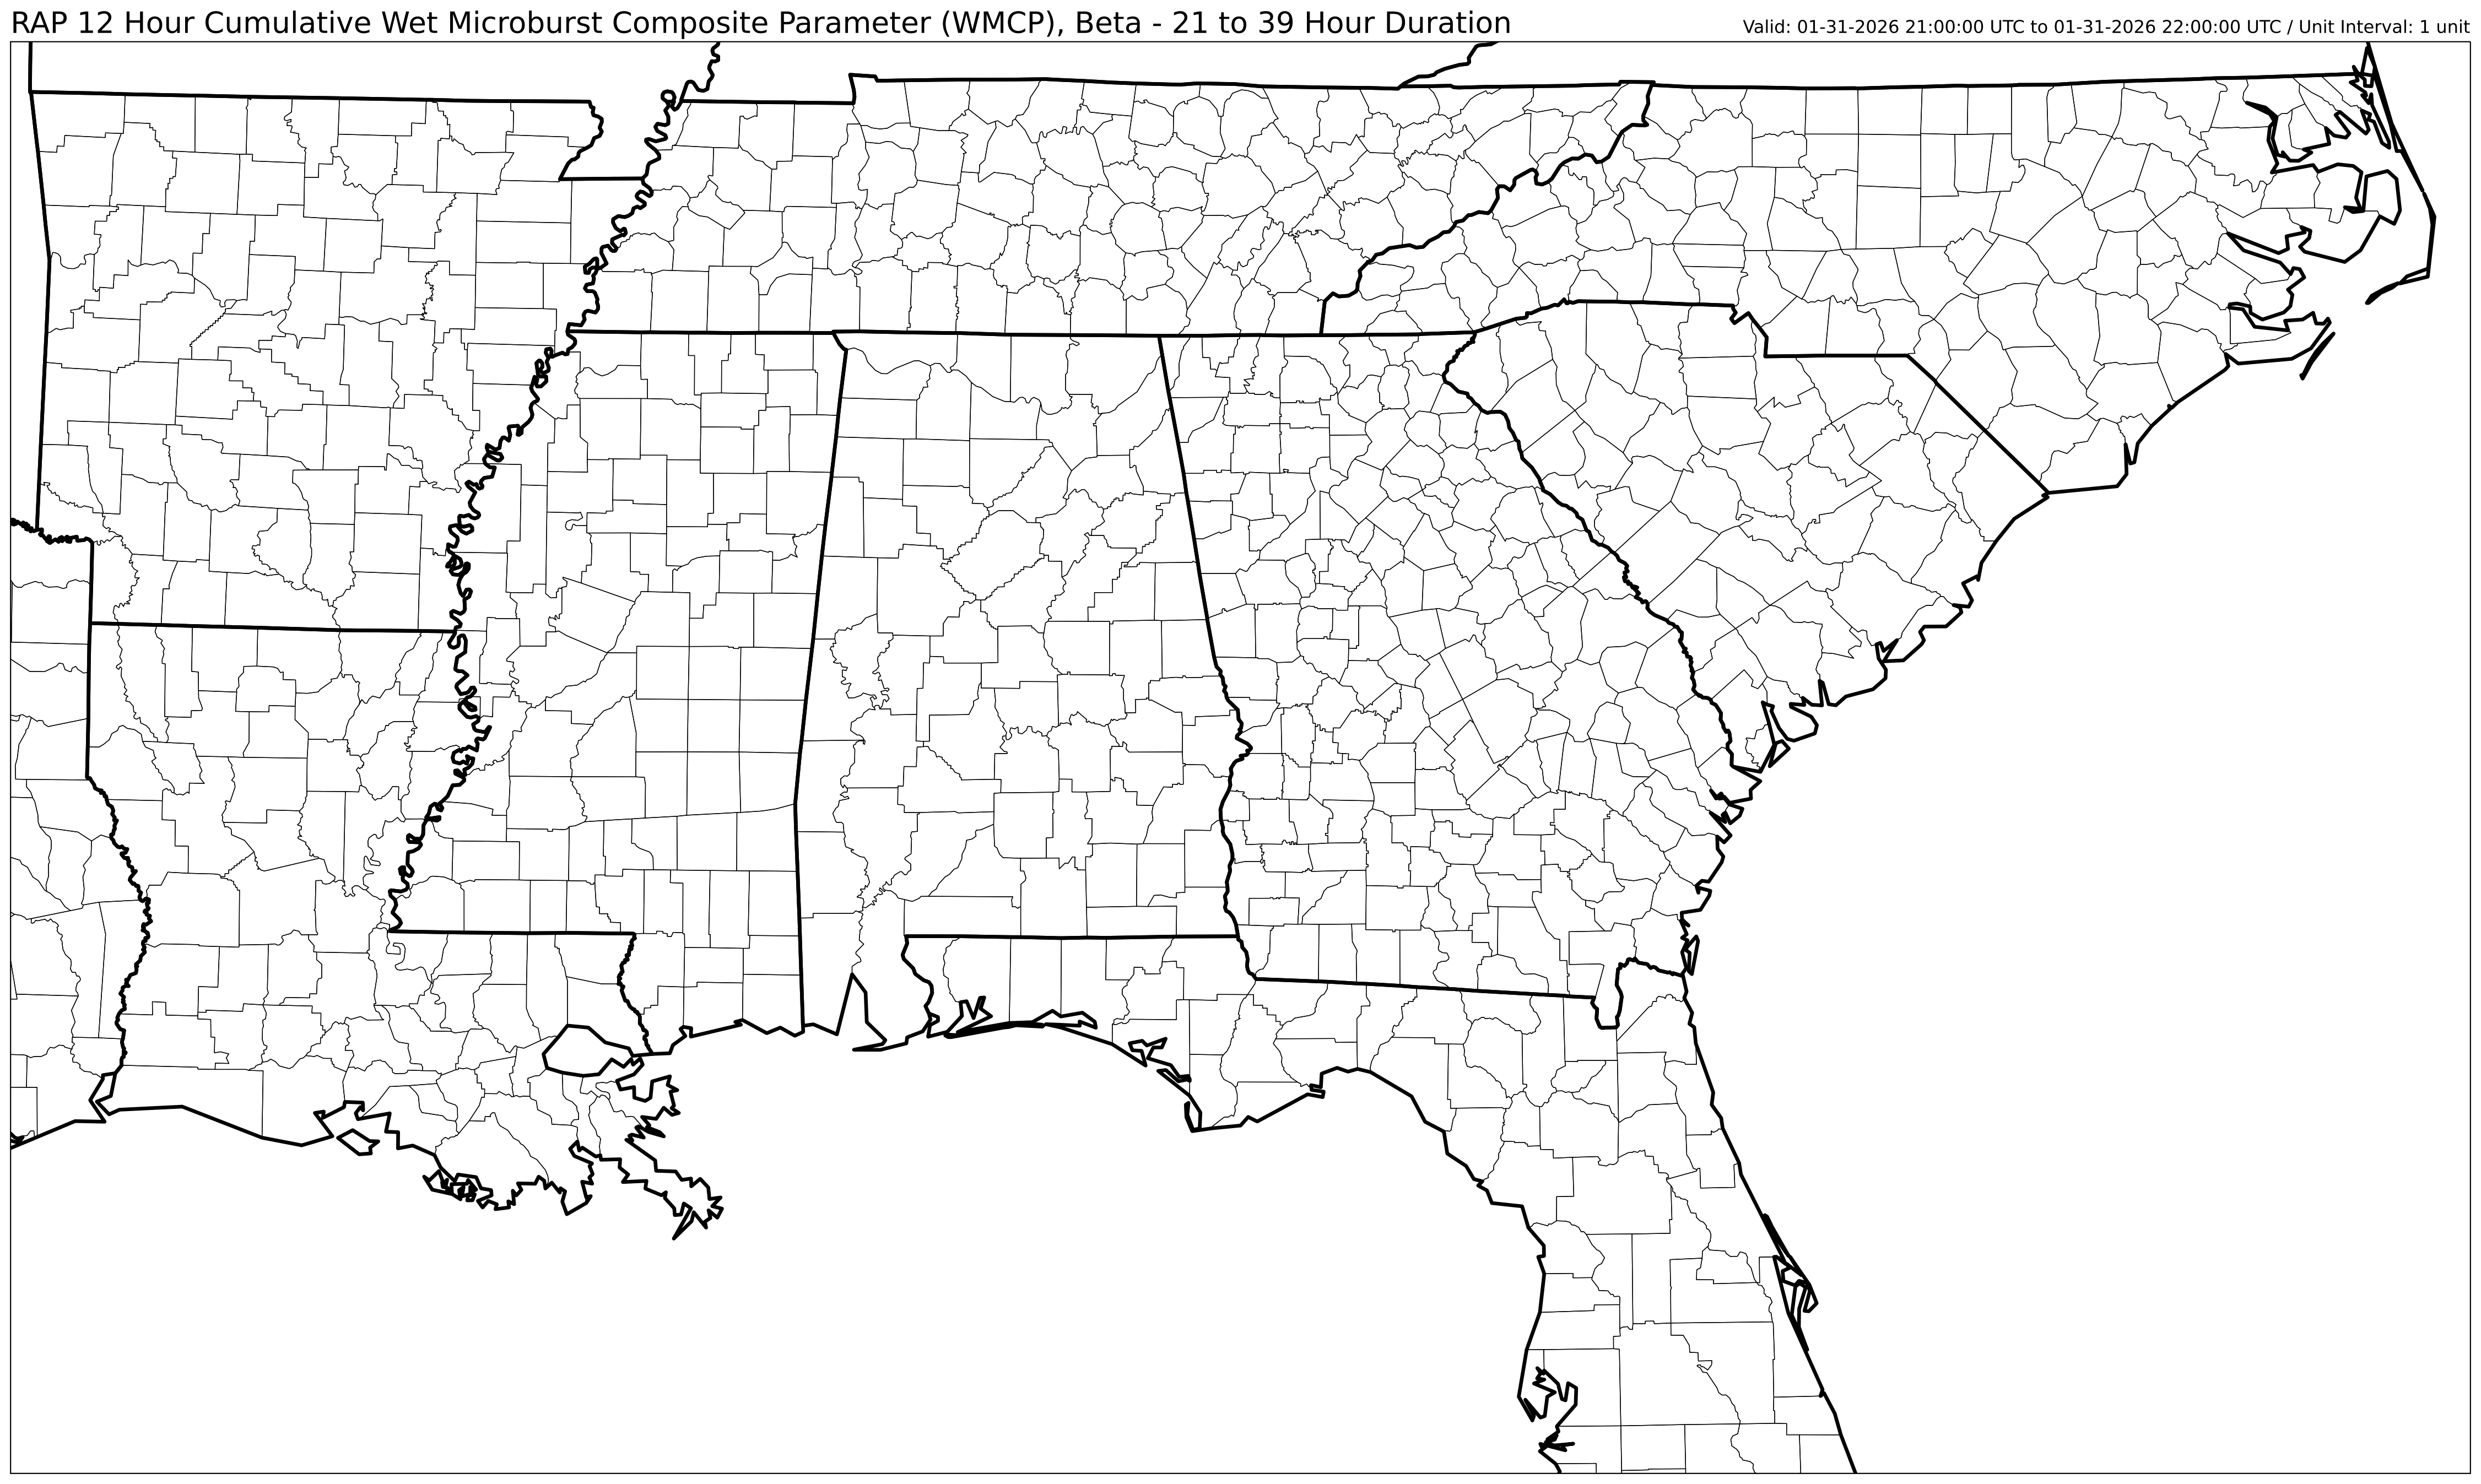 RAP 12 Hour Cumulative Wet Microburst Composite Parameter (WMCP), Beta - 21 to 39 Hour Duration
Valid: 01-31-2026 21:00:00 UTC to 01-31-2026 22:00:00 UTC / Unit Interval: 1 unit